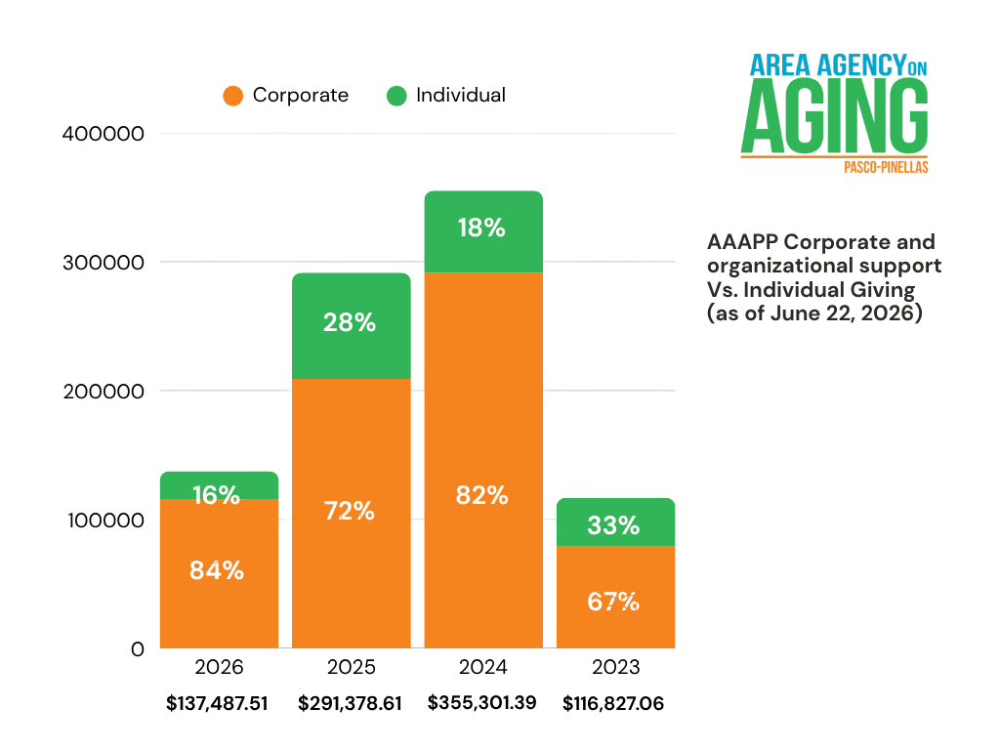 Corporate
Individual
400000
300000
200000
100000
0
18%
28%
16%
72%
82%
33%
84%
67%
2026
2025
2024
2023
$137,487.51
$291,378.61
$355,301.39
$116,827.06
AREA AGENCY ON
AGING
PASCO-PINELLAS
AAAPP Corporate and
organizational support
Vs. Individual Giving
(as of June 22, 2026)